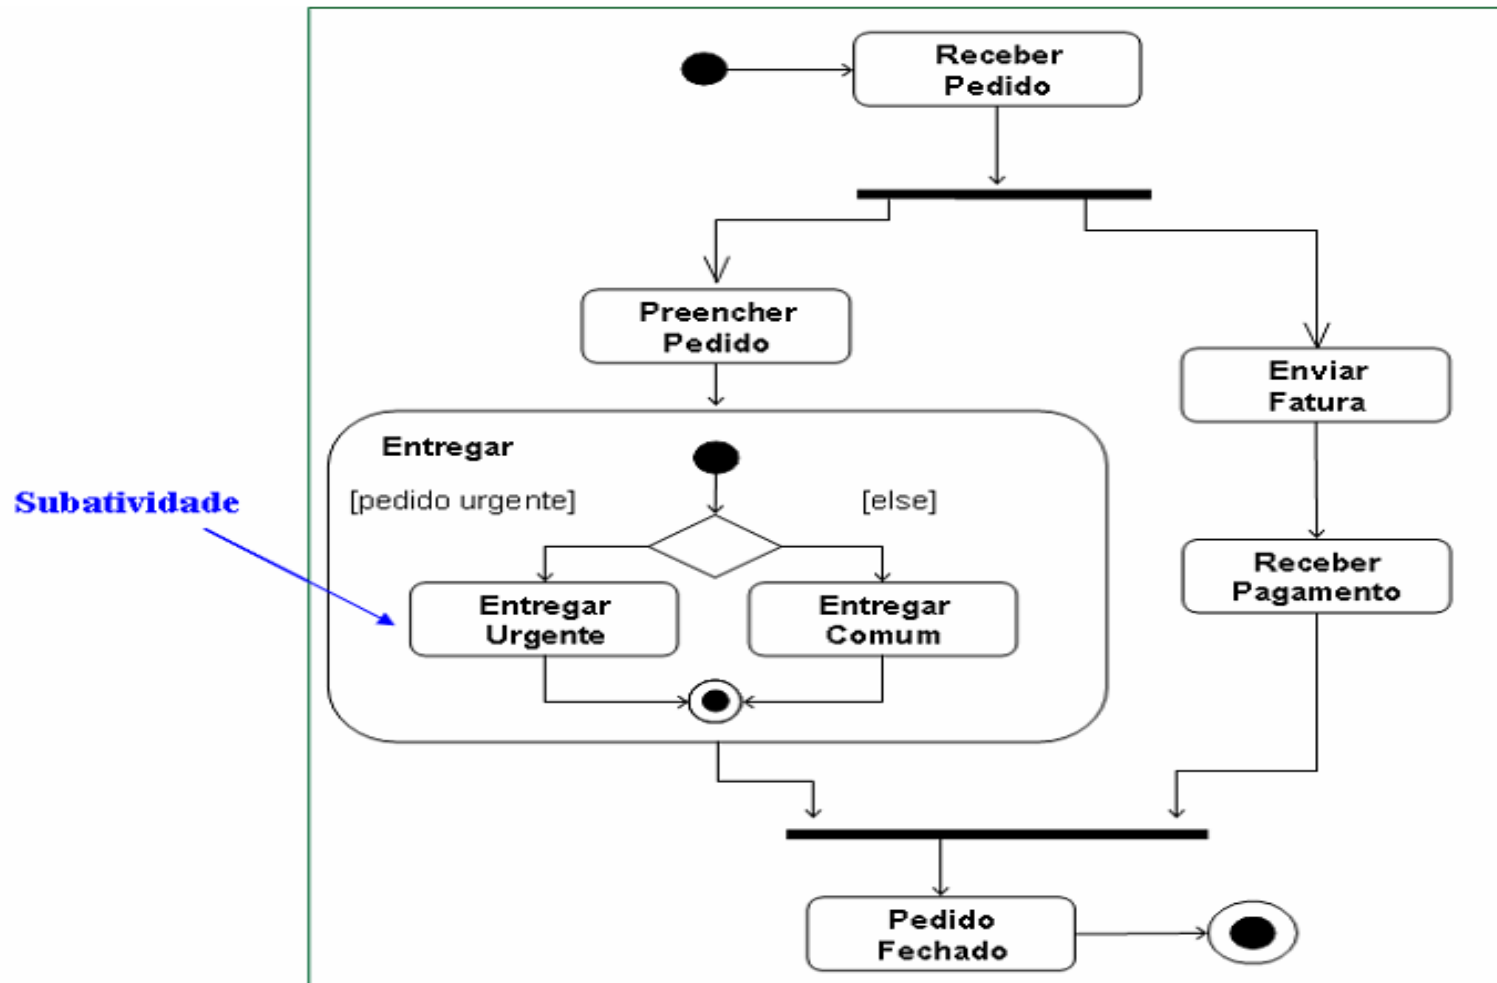 Receber
Pedido
Preencher
Pedido
Enviar
Fatura
Entregar
[pedido urgente]
[else]
Subatividade
Receber
Pagamento
Entregar
Urgente
Entregar
Comum
Pedido
Fechado